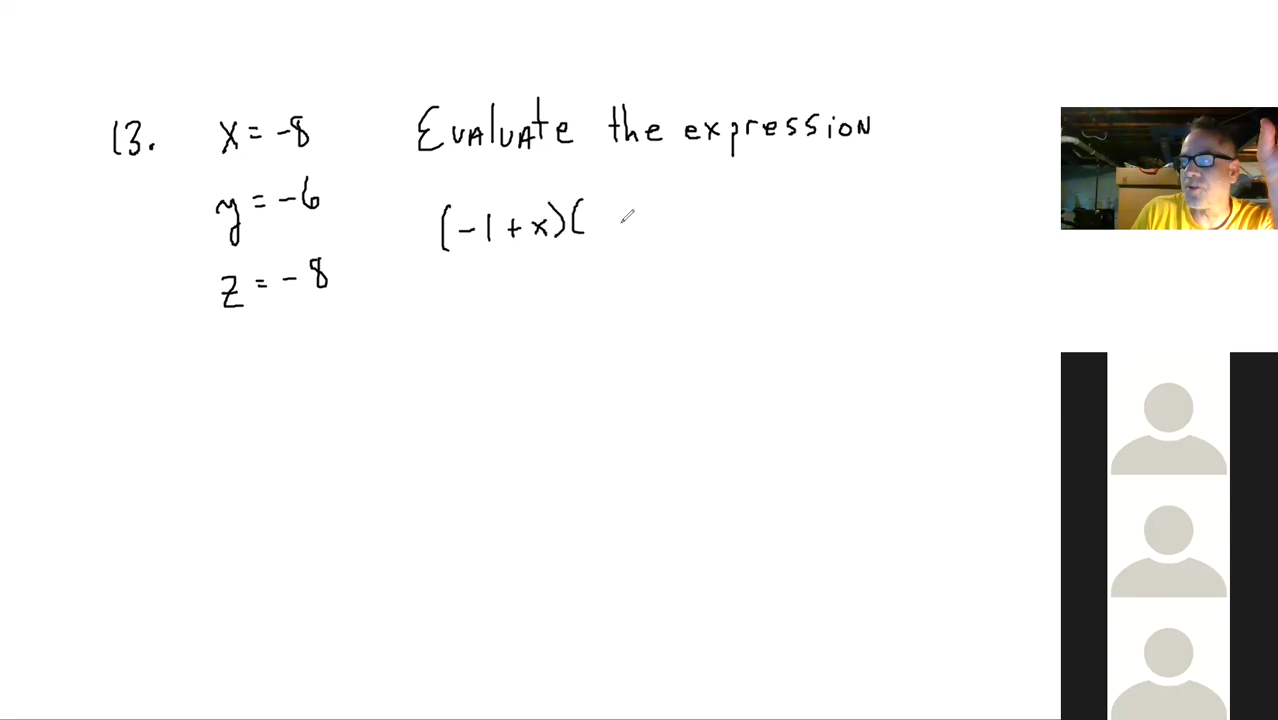 13. x = -8 Evaluate the expression
y = -6 (-1 + x)(
z = -8